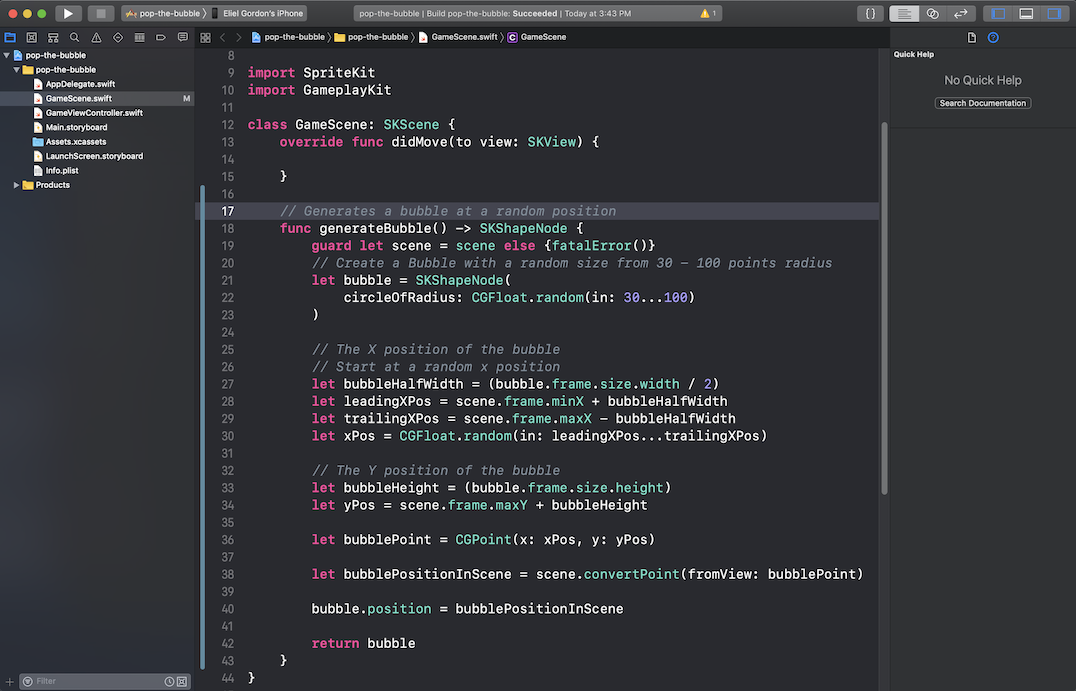 pop-the-bubble 〉 Eliel Gordon's iPhone
pop-the-bubble | Build pop-the-bubble: Succeeded | Today at 3:43 PM
1
{}
pop-the-bubble 〉 pop-the-bubble 〉 GameScene.swift 〉 C GameScene
pop-the-bubble
pop-the-bubble
AppDelegate.swift
GameScene.swift M
GameViewController.swift
Main.storyboard
Assets.xcassets
LaunchScreen.storyboard
Info.plist
Products
Filter
8
9 import SpriteKit
10 import GameplayKit
11
12 class GameScene: SKScene {
13 override func didMove(to view: SKView) {
14
15 }
16
17 // Generates a bubble at a random position
18 func generateBubble() -> SKShapeNode {
19 guard let scene = scene else {fatalError()}
20 // Create a Bubble with a random size from 30 - 100 points radius
21 let bubble = SKShapeNode(
22 circleOfRadius: CGFloat.random(in: 30...100)
23 )
24
25 // The X position of the bubble
26 // Start at a random x position
27 let bubbleHalfWidth = (bubble.frame.size.width / 2)
28 let leadingXPos = scene.frame.minX + bubbleHalfWidth
29 let trailingXPos = scene.frame.maxX - bubbleHalfWidth
30 let xPos = CGFloat.random(in: leadingXPos...trailingXPos)
31
32 // The Y position of the bubble
33 let bubbleHeight = (bubble.frame.size.height)
34 let yPos = scene.frame.maxY + bubbleHeight
35
36 let bubblePoint = CGPoint(x: xPos, y: yPos)
37
38 let bubblePositionInScene = scene.convertPoint(fromView: bubblePoint)
39
40 bubble.position = bubblePositionInScene
41
42 return bubble
43 }
44 }
Quick Help
No Quick Help
Search Documentation